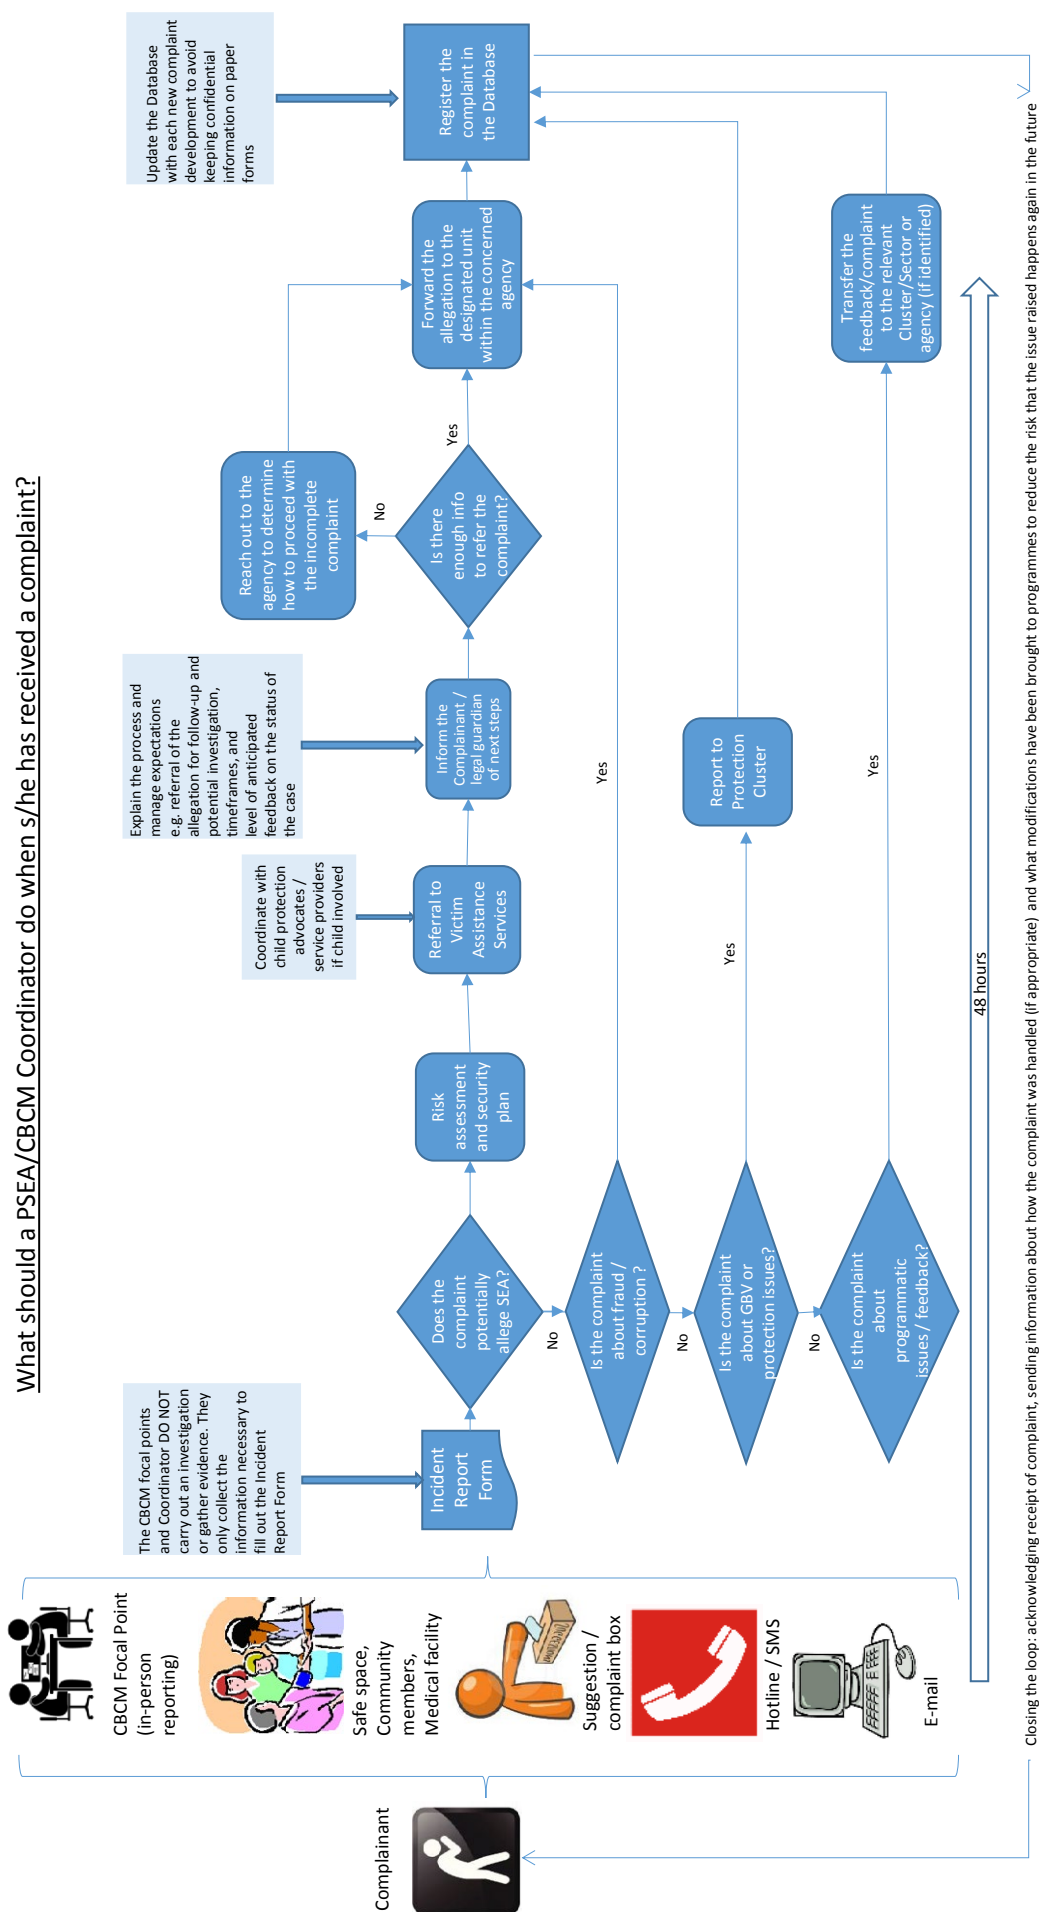 What should a PSEA/CBCM Coordinator do when s/he has received a complaint?
Complainant
CBCM Focal Point
(in-person
reporting)
Safe space,
Community
members,
Medical facility
Suggestion /
complaint box
Hotline / SMS
E-mail
The CBCM focal points
and Coordinator DO NOT
carry out an investigation
or gather evidence. They
only collect the
information necessary to
fill out the Incident
Report Form
Incident
Report
Form
Does the
complaint
potentially
allege SEA?
No
Is the complaint
about fraud /
corruption ?
No
Is the complaint
about GBV or
protection issues?
No
Is the complaint
about
programmatic
issues / feedback?
Risk
assessment
and security
plan
Coordinate with
child protection
advocates /
service providers
if child involved
Referral to
Victim
Assistance
Services
Explain the process and
manage expectations
e.g. referral of the
allegation for follow-up and
potential investigation,
timeframes, and
level of anticipated
feedback on the status of
the case
Inform the
Complainant /
legal guardian
of next steps
Yes
Report to
Protection
Cluster
Yes
Yes
Reach out to the
agency to determine
how to proceed with
the incomplete
complaint
No
Is there
enough info
to refer the
complaint?
Yes
Forward the
allegation to the
designated unit
within the concerned
agency
Update the Database
with each new complaint
development to avoid
keeping confidential
information on paper
forms
Register the
complaint in
the Database
Transfer the
feedback/complaint
to the relevant
Cluster/Sector or
agency (if identified)
48 hours
Closing the loop: acknowledging receipt of complaint, sending information about how the complaint was handled (if appropriate) and what modifications have been brought to programmes to reduce the risk that the issue raised happens again in the future